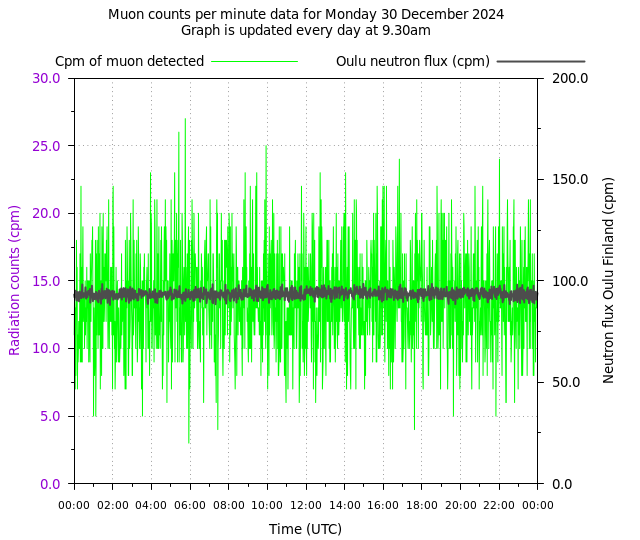 Muon counts per minute data for Monday 30 December 2024
Graph is updated every day at 9.30am
Cpm of muon detected
Oulu neutron flux (cpm)
30.0
25.0
20.0
15.0
10.0
5.0
0.0
Radiation counts (cpm)
200.0
150.0
100.0
50.0
0.0
Neutron flux Oulu Finland (cpm)
00:00 02:00 04:00 06:00 08:00 10:00 12:00 14:00 16:00 18:00 20:00 22:00 00:00
Time (UTC)